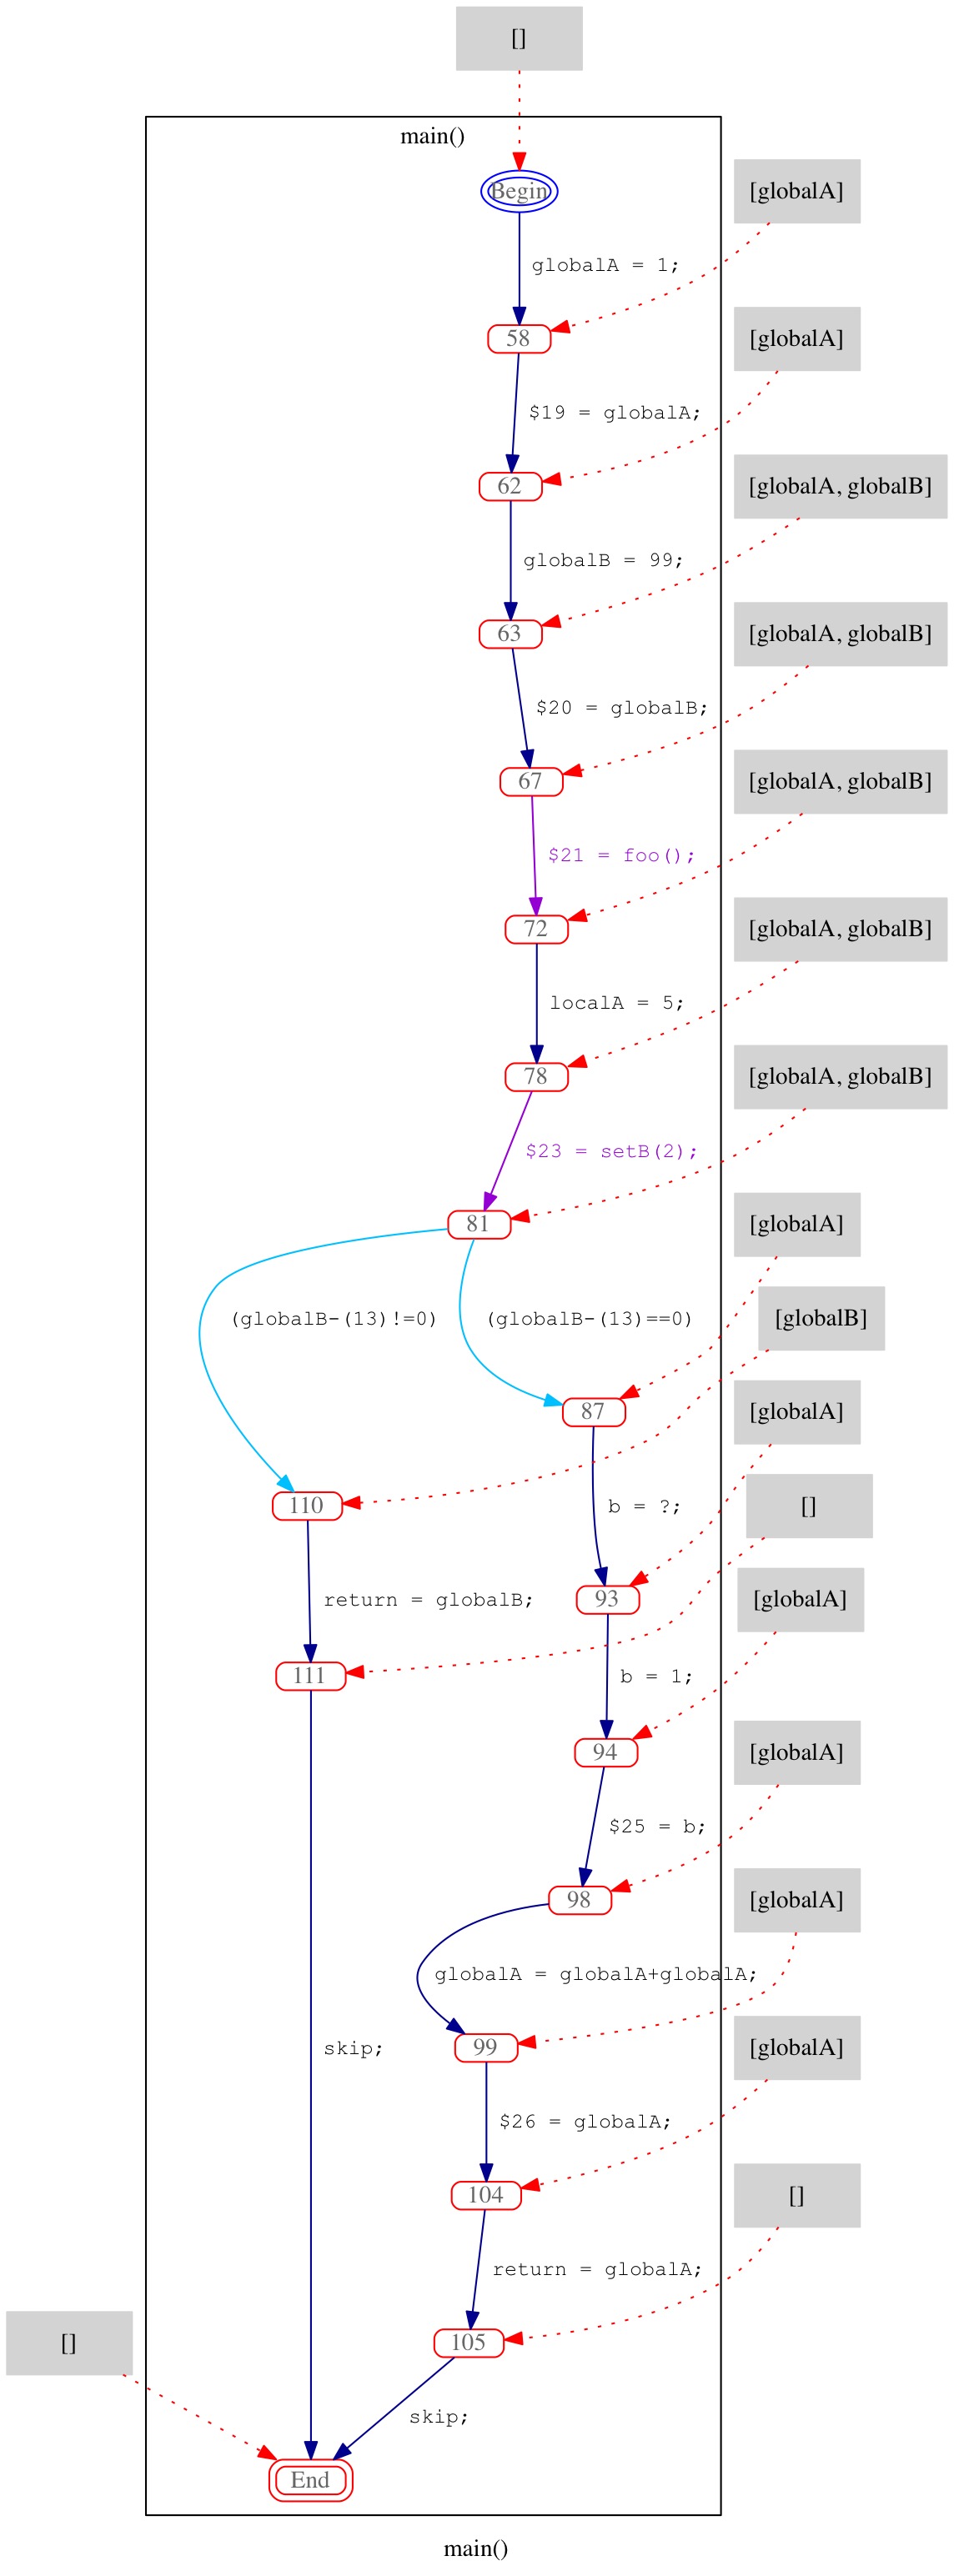 []
main()
Begin
[globalA]
globalA = 1;
58
[globalA]
$19 = globalA;
62
[globalA, globalB]
globalB = 99;
63
[globalA, globalB]
$20 = globalB;
67
[globalA, globalB]
$21 = foo();
72
[globalA, globalB]
localA = 5;
78
[globalA, globalB]
$23 = setB(2);
81
[globalA]
(globalB-(13)!=0)
(globalB-(13)==0)
[globalB]
87
[globalA]
110
b = ?;
[]
return = globalB;
93
[globalA]
111
b = 1;
94
[globalA]
$25 = b;
98
[globalA]
globalA = globalA+globalA;
99
skip;
[globalA]
$26 = globalA;
104
[]
return = globalA;
105
[]
skip;
End
main()